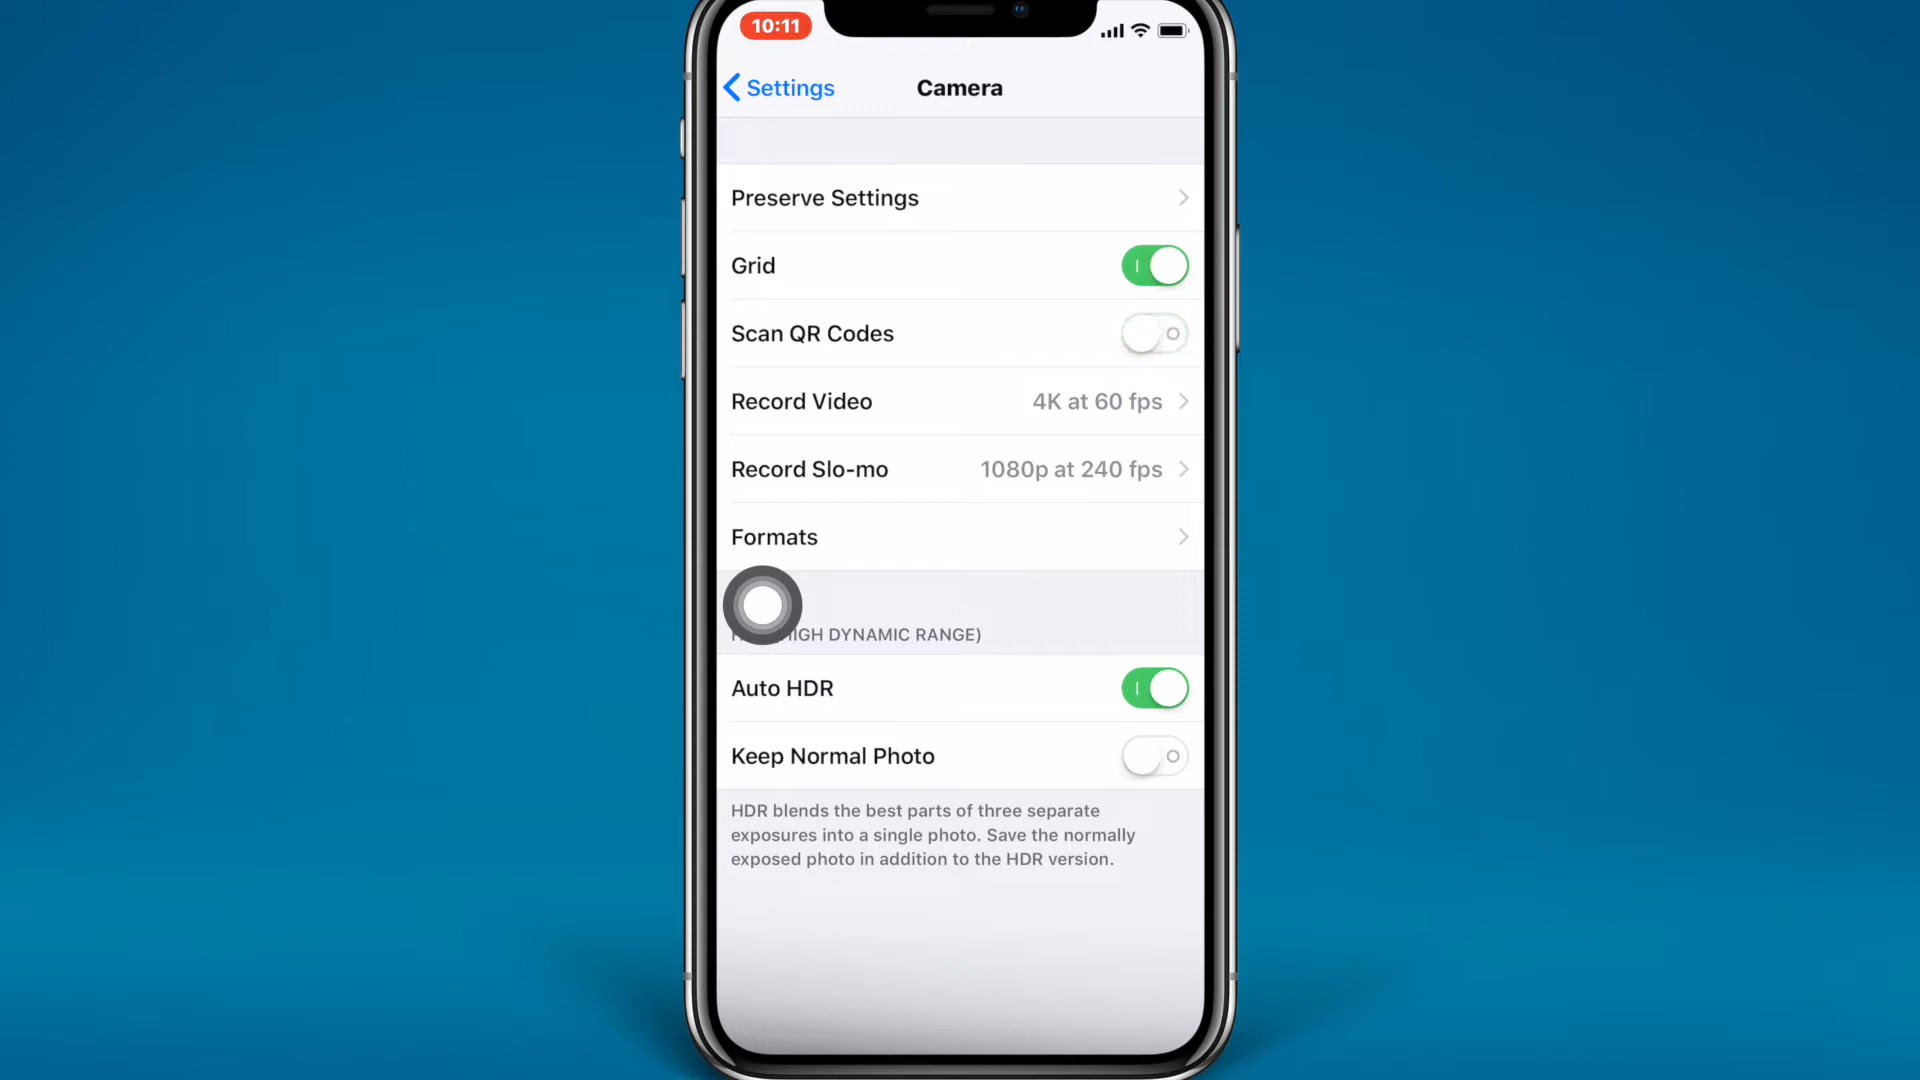 10:11
Settings
Camera
Preserve Settings
Grid
Scan QR Codes
Record Video 4K at 60 fps
Record Slo-mo 1080p at 240 fps
Formats
DYNAMIC RANGE)
Auto HDR
Keep Normal Photo
HDR blends the best parts of three separate
exposures into a single photo. Save the normally
exposed photo in addition to the HDR version.